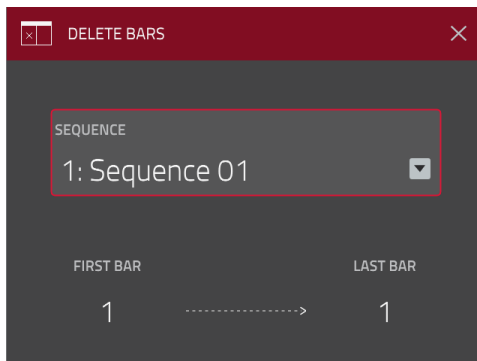 DELETE BARS
SEQUENCE
1: Sequence 01
FIRST BAR
LAST BAR
1
1